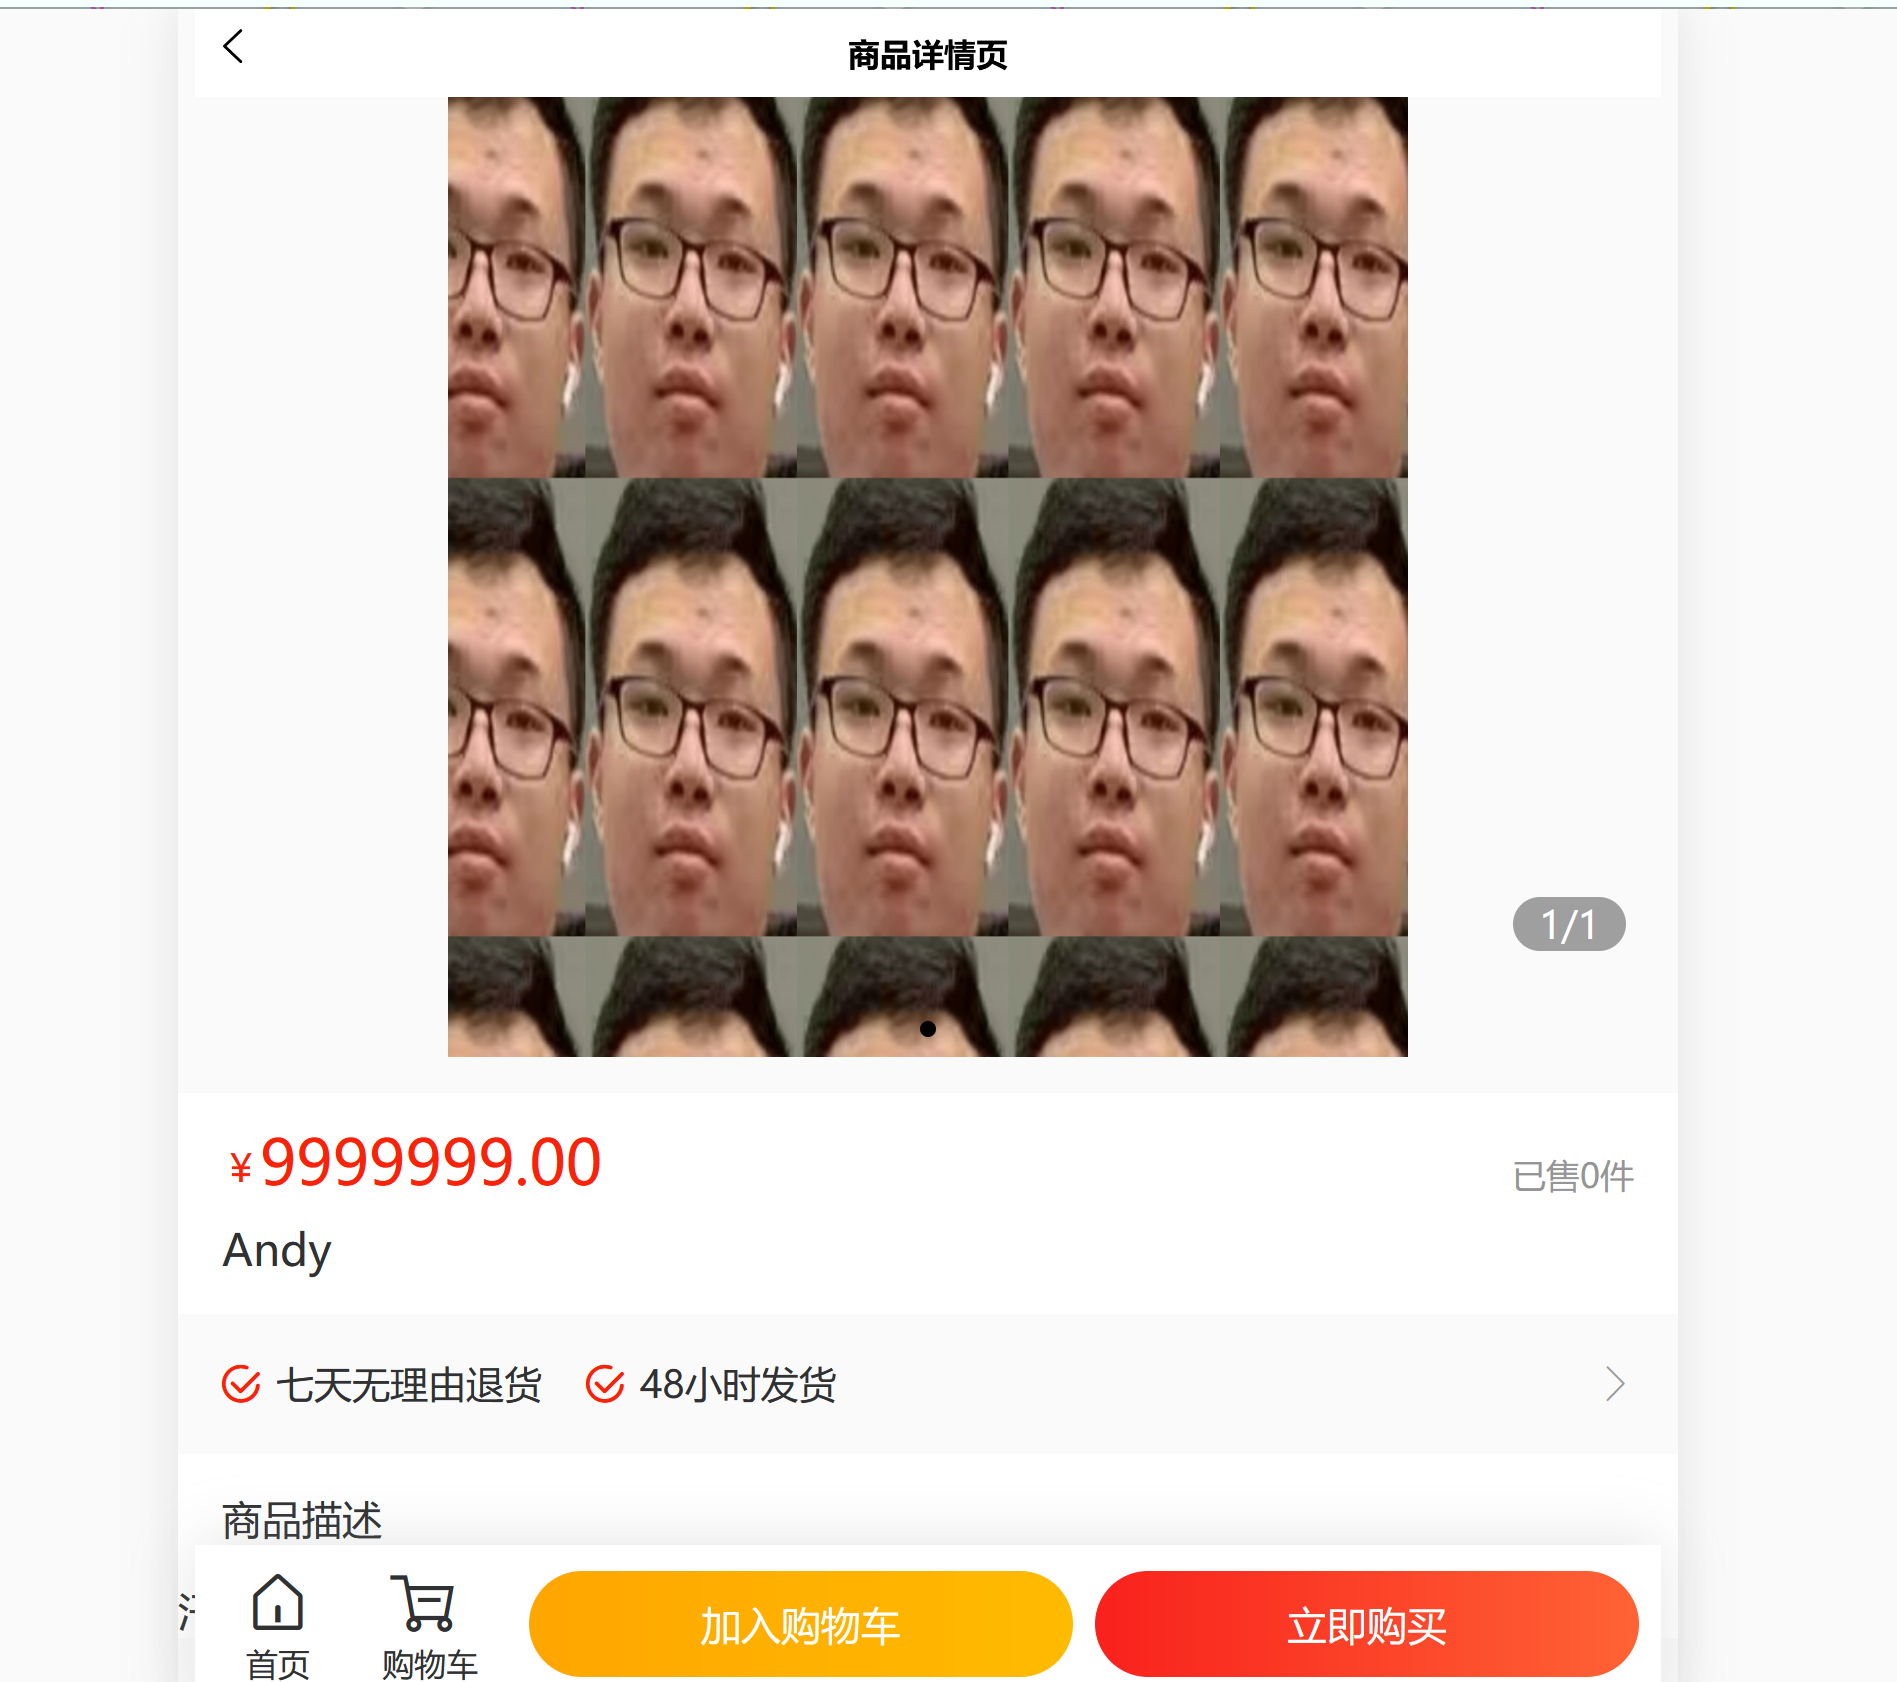 商品详情页
1/1
¥9999999.00
已售0件
Andy
七天无理由退货 48小时发货
商品描述
首页 购物车 加入购物车 立即购买